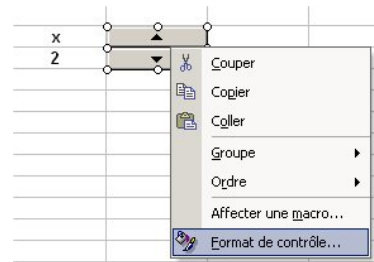 x
2
Couper
Copier
Coller
Groupe
Ordre
Affecter une macro...
Format de contrôle...